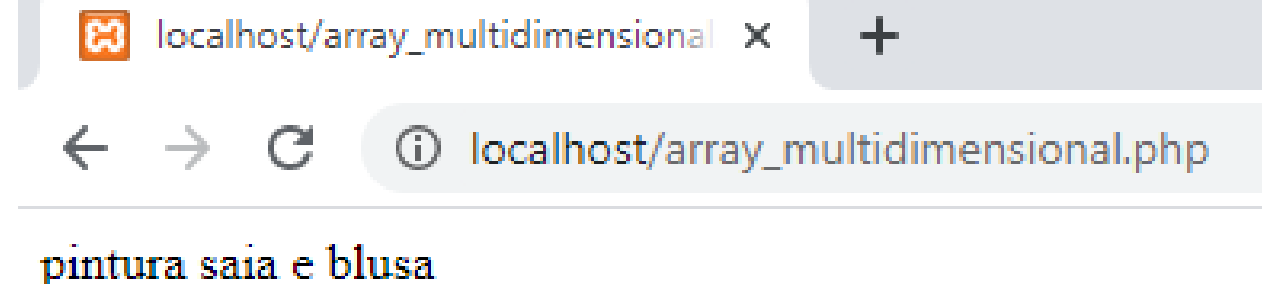 localhost/array_multidimensional
localhost/array_multidimensional.php
pintura saia e blusa